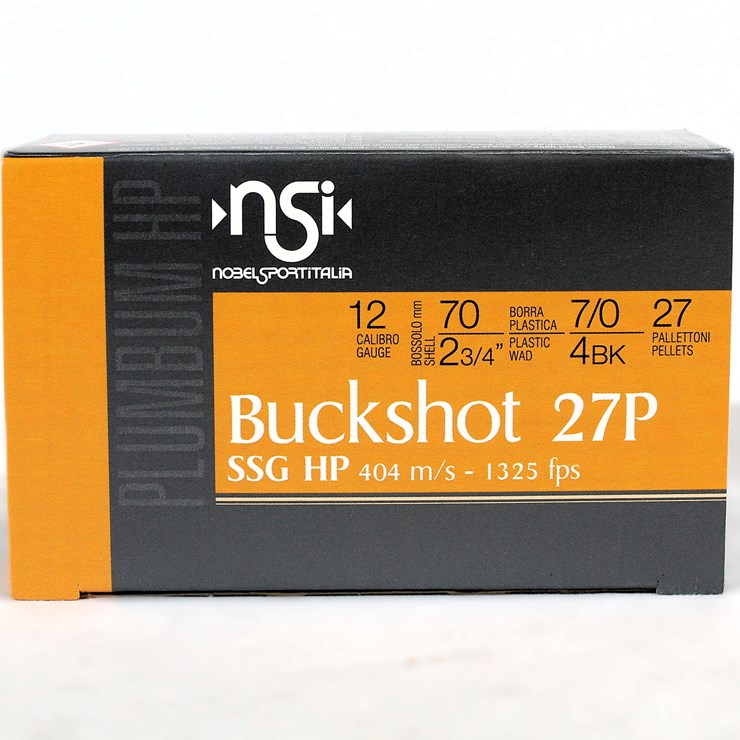 PLUMBUM HP
nsi
NOBELSPORTITALIA
12
CALIBRO
GAUGE
BOSSOLO mm
SHELL
70
2 3/4"
BORRA
PLASTICA
PLASTIC
WAD
7/0
4BK
27
PALLETTONI
PELLETS
Buckshot 27P
SSG HP 404 m/s - 1325 fps